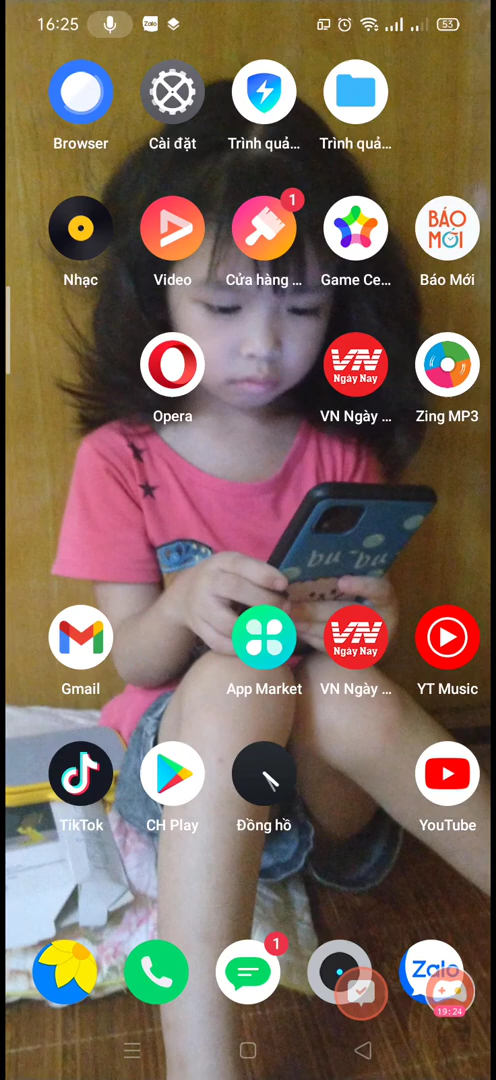 16:25
Zalo
53
Browser
Cài đặt
Trình quả...
Trình quả...
1
BÁO
MỚI
Nhạc
Video
Cửa hàng ...
Game Ce...
Báo Mới
VN
Ngày Nay
Opera
VN Ngày ...
Zing MP3
bu bu
VN
Ngày Nay
Gmail
App Market
VN Ngày ...
YT Music
TikTok
CH Play
Đồng hồ
YouTube
1
Zalo
19:24